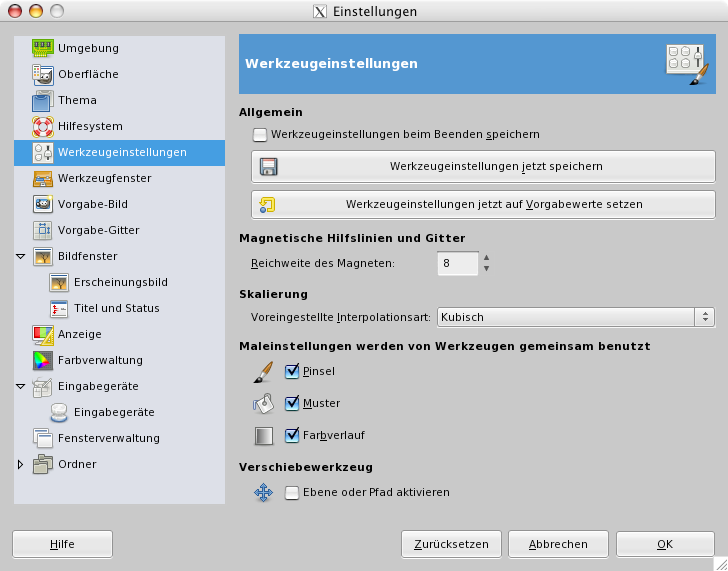 Einstellungen
Umgebung
Oberfläche
Thema
Hilfesystem
Werkzeugeinstellungen
Werkzeugfenster
Vorgabe-Bild
Vorgabe-Gitter
Bildfenster
Erscheinungsbild
Titel und Status
Anzeige
Farbverwaltung
Eingabegeräte
Eingabegeräte
Fensterverwaltung
Ordner
Werkzeugeinstellungen
Allgemein
Werkzeugeinstellungen beim Beenden speichern
Werkzeugeinstellungen jetzt speichern
Werkzeugeinstellungen jetzt auf Vorgabewerte setzen
Magnetische Hilfslinien und Gitter
Reichweite des Magneten: 8
Skalierung
Voreingestellte Interpolationsart: Kubisch
Maleinstellungen werden von Werkzeugen gemeinsam benutzt
Pinsel
Muster
Farbverlauf
Verschiebewerkzeug
Ebene oder Pfad aktivieren
Hilfe Zurücksetzen Abbrechen OK